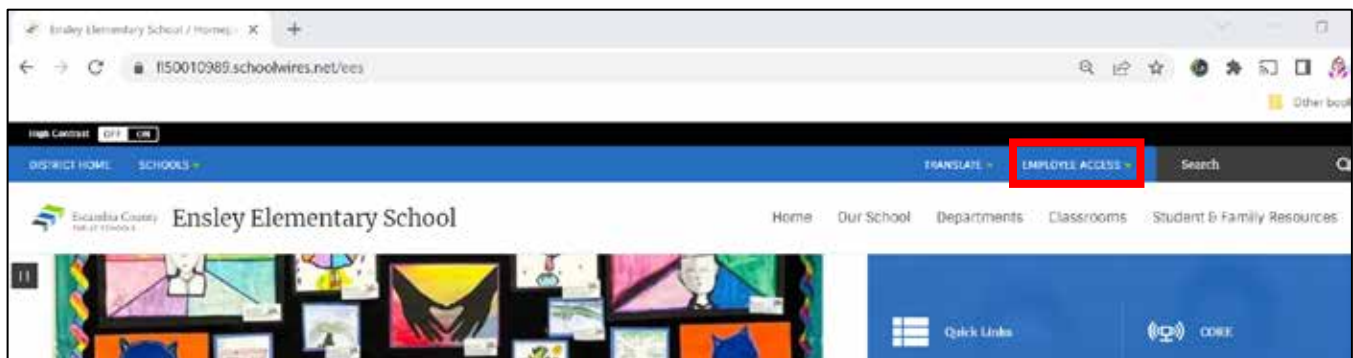 Ensley Elementary School / Homep
fl50010989.schoolwires.net/ees
Other book
High Contrast OFF ON
DISTRICT HOME SCHOOLS TRANSLATE EMPLOYEE ACCESS Search
Escambia County Ensley Elementary School Home Our School Departments Classrooms Student & Family Resources
Quick Links CORE